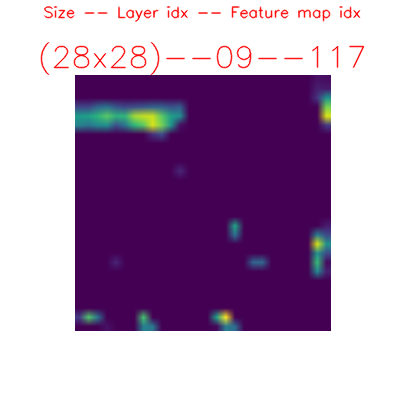 Size -- Layer idx -- Feature map idx
(28x28)--09--117